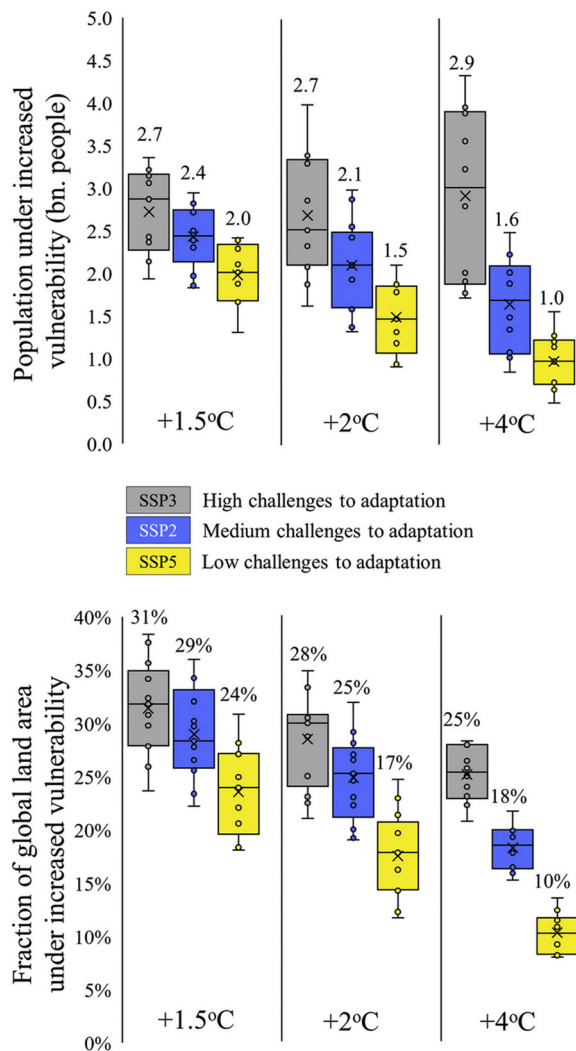 Population under increased
vulnerability (bn. people)
5.0
4.5
4.0
3.5
3.0
2.5
2.0
1.5
1.0
0.5
0.0
2.7
2.4
2.0
2.7
2.1
1.5
2.9
1.6
1.0
+1.5°C
+2°C
+4°C
SSP3 High challenges to adaptation
SSP2 Medium challenges to adaptation
SSP5 Low challenges to adaptation
Fraction of global land area
under increased vulnerability
40%
35%
30%
25%
20%
15%
10%
5%
0%
31%
29%
24%
28%
25%
17%
25%
18%
10%
+1.5°C
+2°C
+4°C